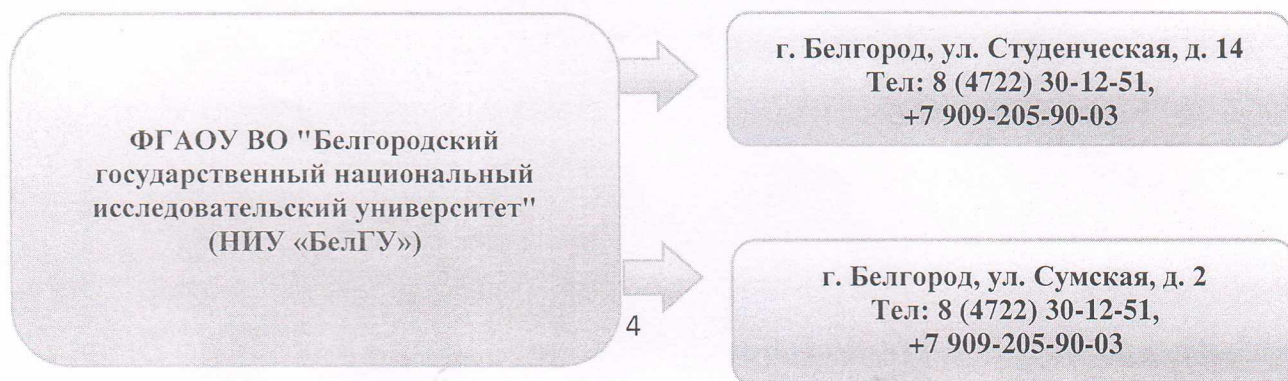 ФГАОУ ВО "Белгородский
государственный национальный
исследовательский университет"
(НИУ «БелГУ»)
г. Белгород, ул. Студенческая, д. 14
Тел: 8 (4722) 30-12-51,
+7 909-205-90-03
г. Белгород, ул. Сумская, д. 2
Тел: 8 (4722) 30-12-51,
+7 909-205-90-03
4